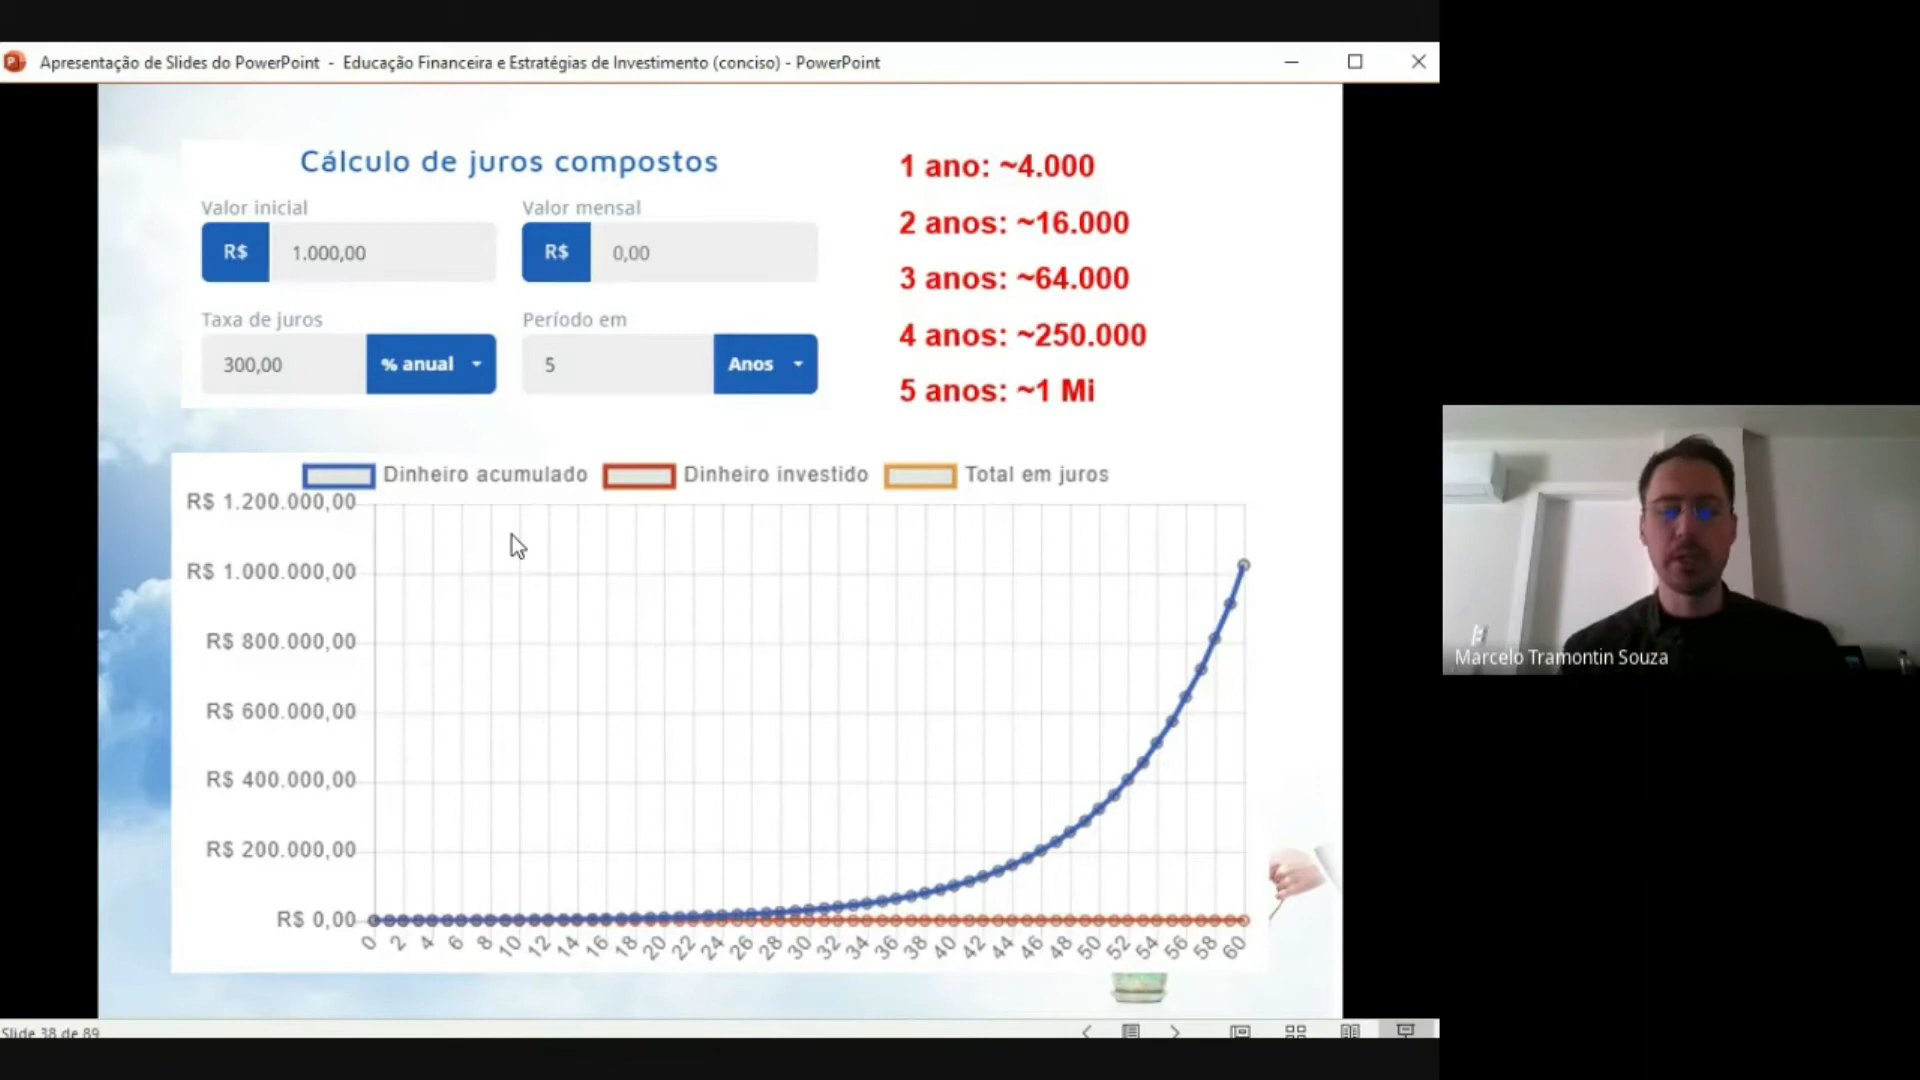 Apresentação de Slides do PowerPoint - Educação Financeira e Estratégias de Investimento (conciso) - PowerPoint
Cálculo de juros compostos
Valor inicial
Valor mensal
R$ 1.000,00
R$ 0,00
Taxa de juros
Período em
300,00 % anual
5 Anos
1 ano: ~4.000
2 anos: ~16.000
3 anos: ~64.000
4 anos: ~250.000
5 anos: ~1 Mi
Dinheiro acumulado Dinheiro investido Total em juros
R$ 1.200.000,00
R$ 1.000.000,00
R$ 800.000,00
R$ 600.000,00
R$ 400.000,00
R$ 200.000,00
R$ 0,00
0 2 4 6 8 10 12 14 16 18 20 22 24 26 28 30 32 34 36 38 40 42 44 46 48 50 52 54 56 58 60
Marcelo Tramontin Souza
Slide 38 de 89